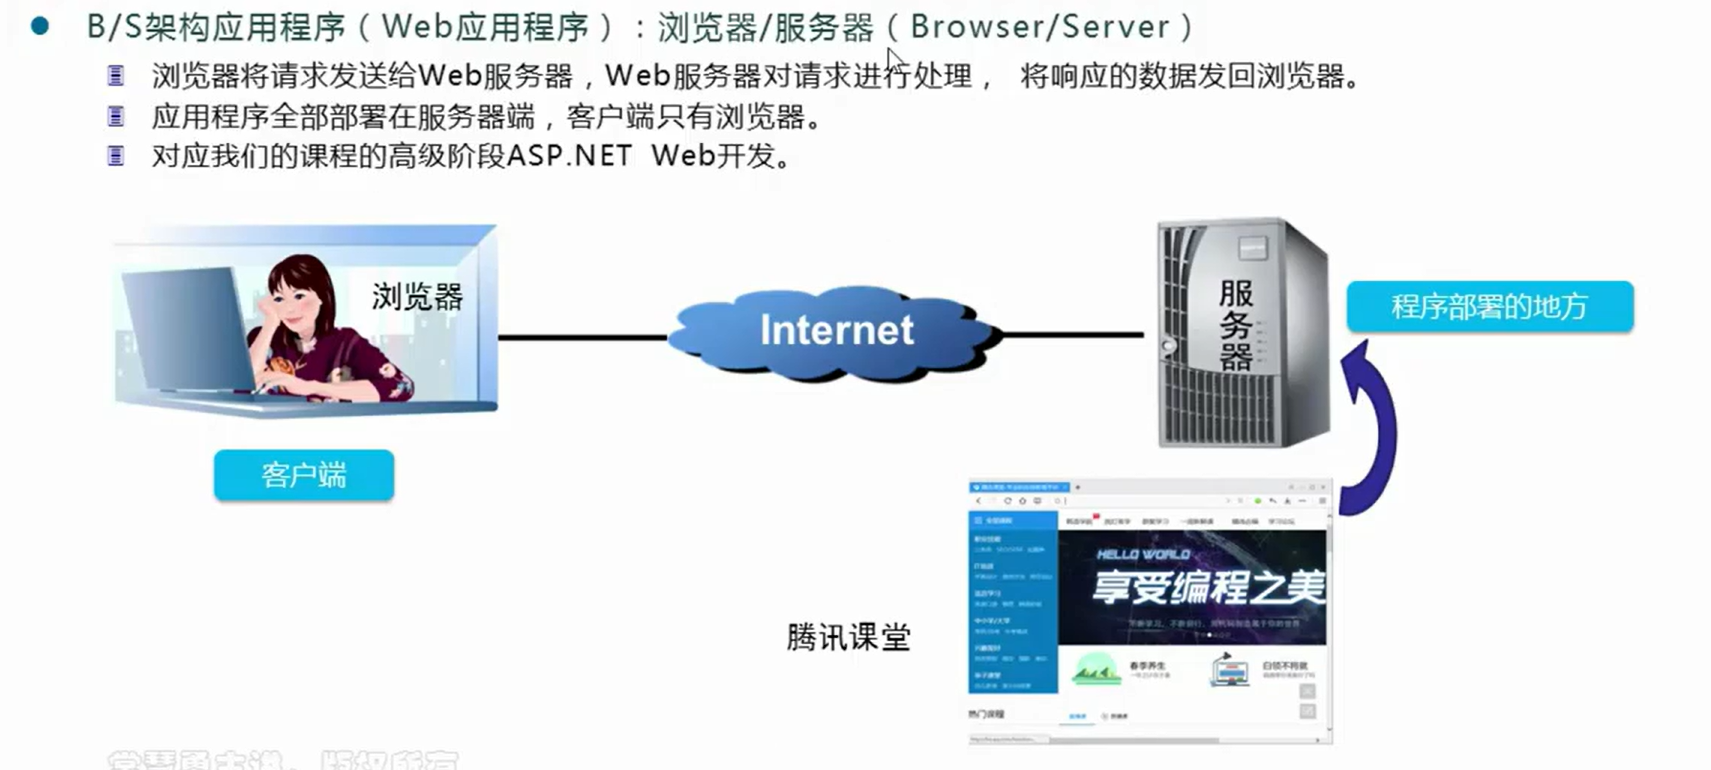 B/S架构应用程序（Web应用程序）：浏览器/服务器（Browser/Server）
浏览器将请求发送给Web服务器，Web服务器对请求进行处理， 将响应的数据发回浏览器。
应用程序全部部署在服务器端，客户端只有浏览器。
对应我们的课程的高级阶段ASP.NET Web开发。
浏览器
Internet
服务器
程序部署的地方
客户端
腾讯课堂
HELLO WORLD
享受编程之美
春季养生
白领不将就
热门课程